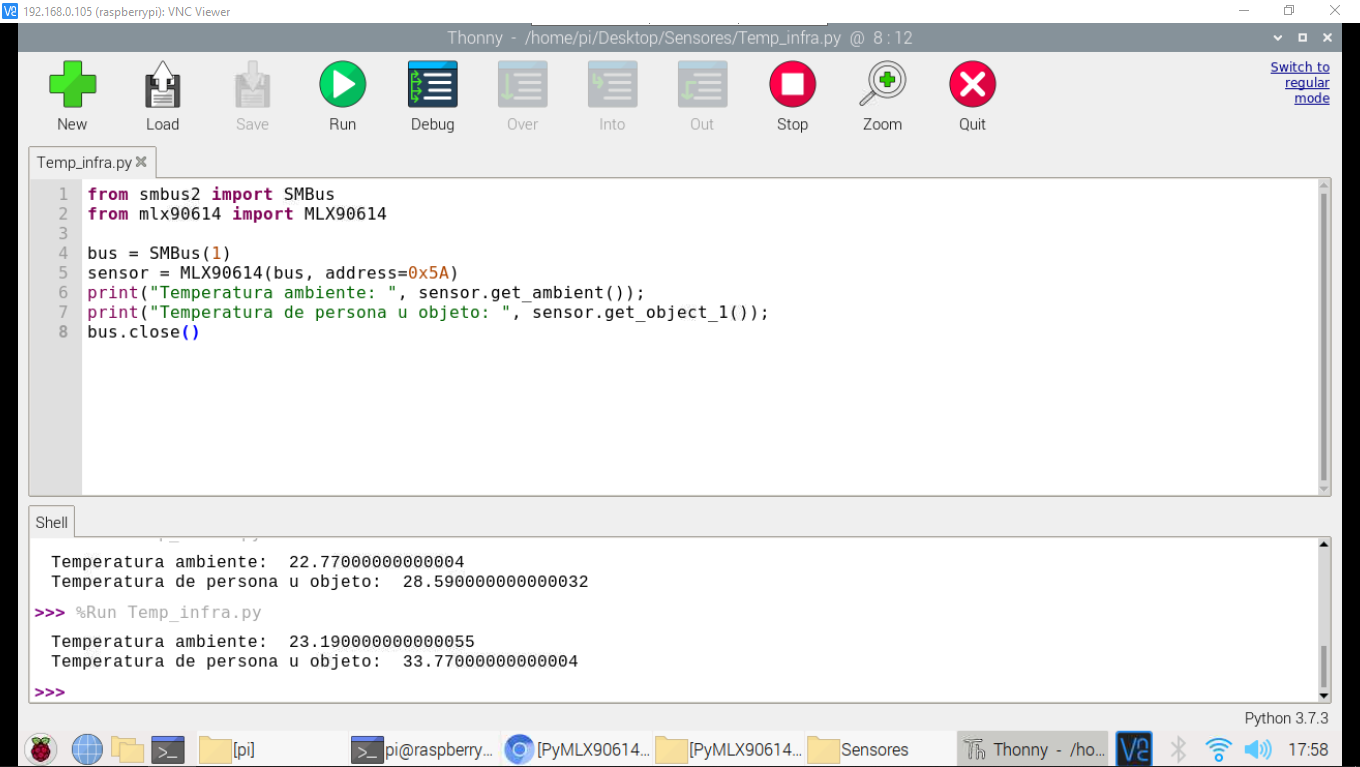 192.168.0.105 (raspberrypi): VNC Viewer
Thonny - /home/pi/Desktop/Sensores/Temp_infra.py @ 8 : 12
New Load Save Run Debug Over Into Out Stop Zoom Quit
Switch to
regular
mode
Temp_infra.py
1 from smbus2 import SMBus
2 from mlx90614 import MLX90614
3
4 bus = SMBus(1)
5 sensor = MLX90614(bus, address=0x5A)
6 print("Temperatura ambiente: ", sensor.get_ambient());
7 print("Temperatura de persona u objeto: ", sensor.get_object_1());
8 bus.close()
Shell
Temperatura ambiente:  22.77000000000004
Temperatura de persona u objeto:  28.590000000000032
>>> %Run Temp_infra.py
Temperatura ambiente:  23.190000000000055
Temperatura de persona u objeto:  33.77000000000004
>>>
Python 3.7.3
[pi] pi@raspberry... [PyMLX90614... [PyMLX90614... Sensores Thonny - /ho... 17:58